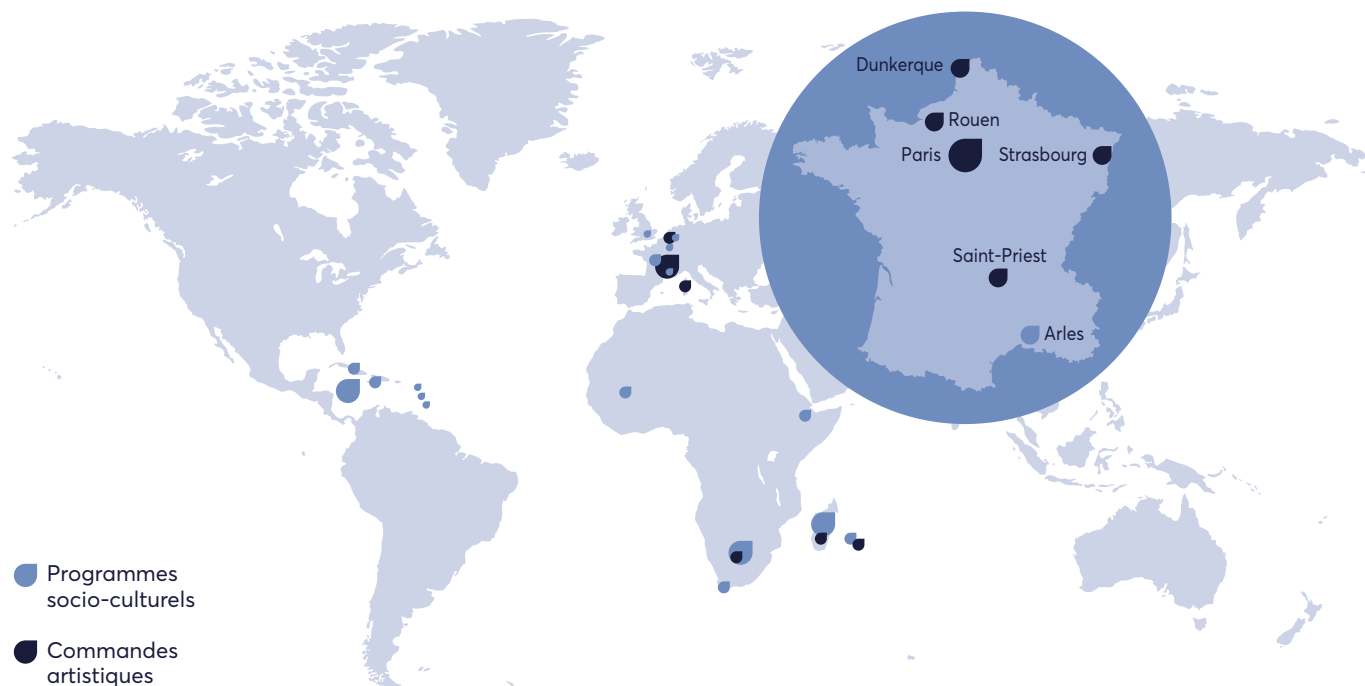 Dunkerque
Rouen
Paris
Strasbourg
Saint-Priest
Arles
Programmes
socio-culturels
Commandes
artistiques